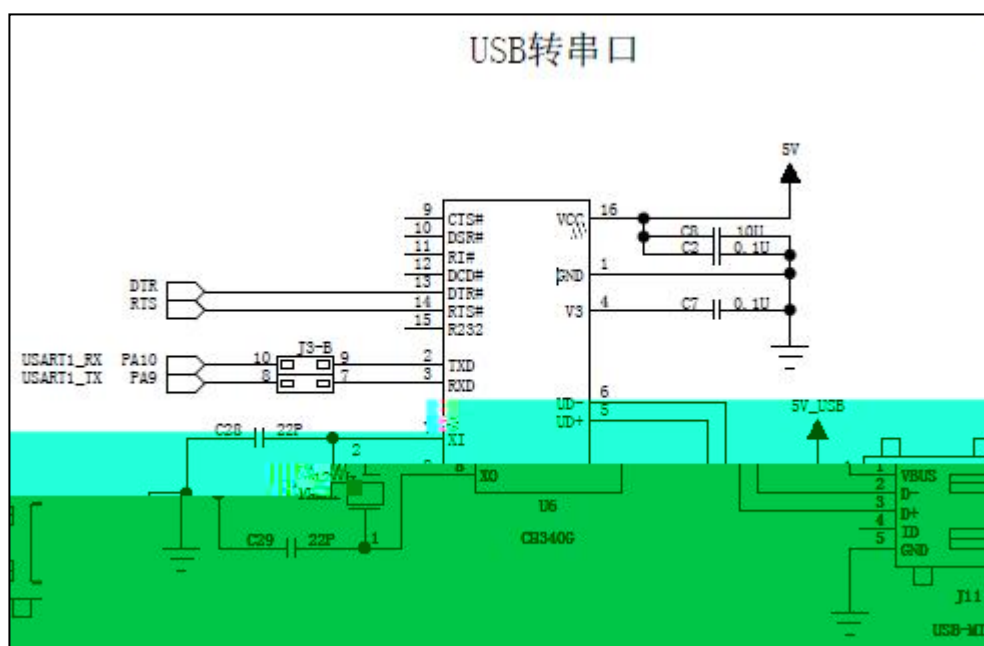 USB转串口
5V
9 CTS# VCC 16
10 DSR# C8 10U
11 RI# C2 0.1U
12 DCD# GND 1
DTR 13 DTR#
RTS 14 RTS# V3 4 C7 0.1U
15 R232
J3-B
USART1_RX PA10 10 9 2 TXD
USART1_TX PA9 8 7 3 RXD
UD- 6
UD+ 5 5V_USB
C28 22P XI
2
8 XO 1 VBUS
2 D-
U6 3 D+
4 ID
C29 22P 1 CH340G 5 GND
J11